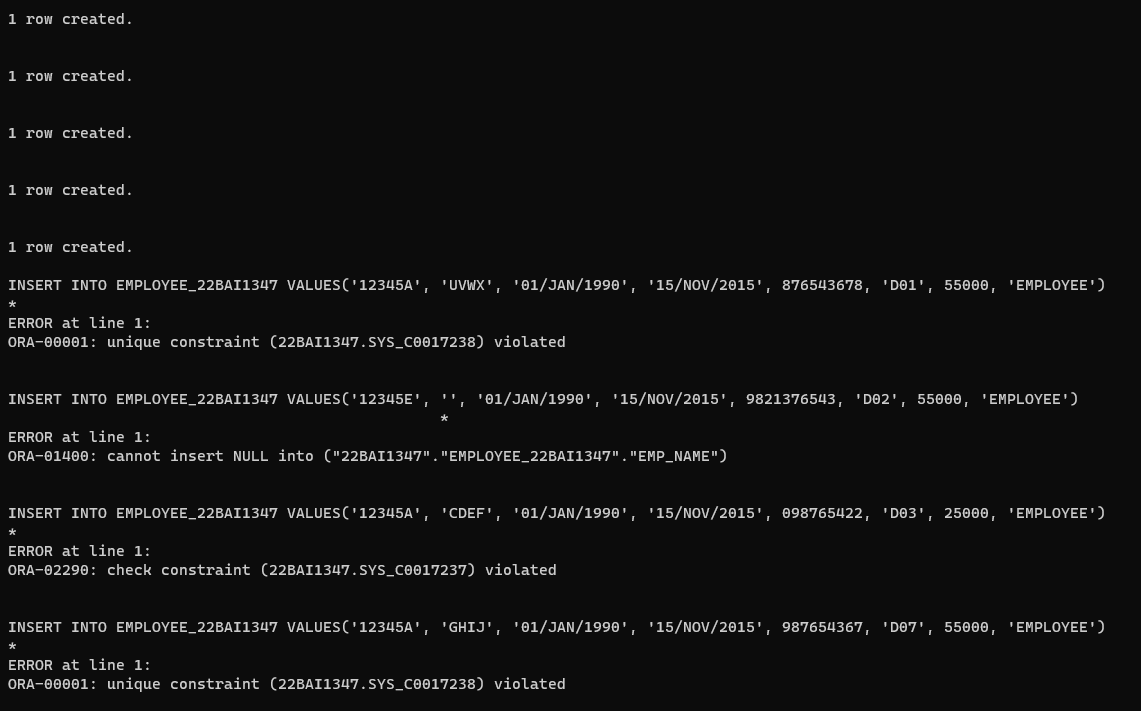 1 row created.
1 row created.
1 row created.
1 row created.
1 row created.
INSERT INTO EMPLOYEE_22BAI1347 VALUES('12345A', 'UVWX', '01/JAN/1990', '15/NOV/2015', 876543678, 'D01', 55000, 'EMPLOYEE')
*
ERROR at line 1:
ORA-00001: unique constraint (22BAI1347.SYS_C0017238) violated
INSERT INTO EMPLOYEE_22BAI1347 VALUES('12345E', '', '01/JAN/1990', '15/NOV/2015', 9821376543, 'D02', 55000, 'EMPLOYEE')
*
ERROR at line 1:
ORA-01400: cannot insert NULL into ("22BAI1347"."EMPLOYEE_22BAI1347"."EMP_NAME")
INSERT INTO EMPLOYEE_22BAI1347 VALUES('12345A', 'CDEF', '01/JAN/1990', '15/NOV/2015', 098765422, 'D03', 25000, 'EMPLOYEE')
*
ERROR at line 1:
ORA-02290: check constraint (22BAI1347.SYS_C0017237) violated
INSERT INTO EMPLOYEE_22BAI1347 VALUES('12345A', 'GHIJ', '01/JAN/1990', '15/NOV/2015', 987654367, 'D07', 55000, 'EMPLOYEE')
*
ERROR at line 1:
ORA-00001: unique constraint (22BAI1347.SYS_C0017238) violated